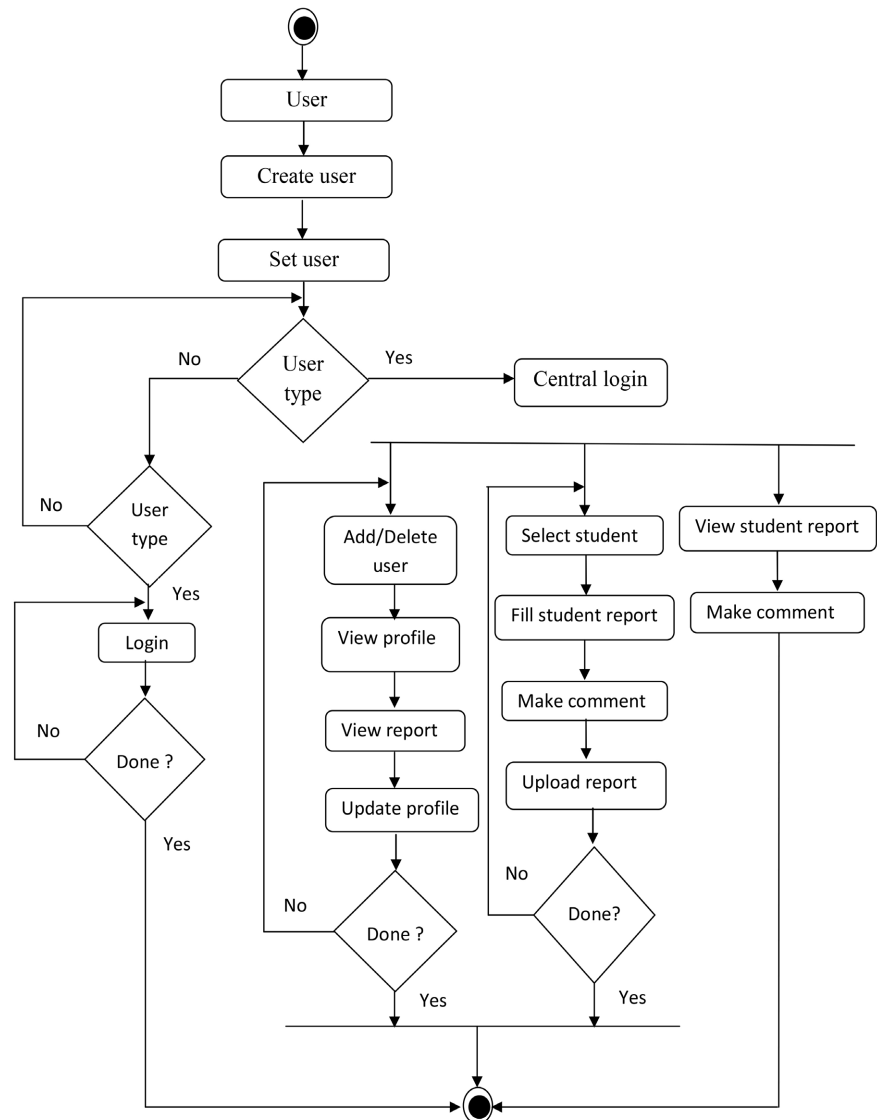 User
Create user
Set user
No
User
type
Yes
Central login
No
User
type
Yes
Login
No
Done ?
Yes
Add/Delete
user
View profile
View report
Update profile
No
Done ?
Yes
Select student
Fill student report
Make comment
Upload report
No
Done?
Yes
View student report
Make comment